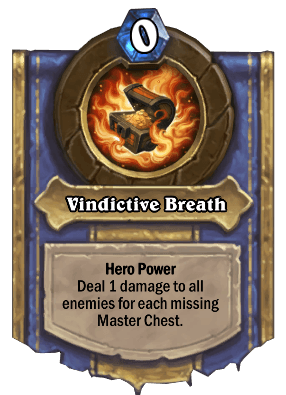 0
Vindictive Breath
Hero Power
Deal 1 damage to all
enemies for each missing
Master Chest.